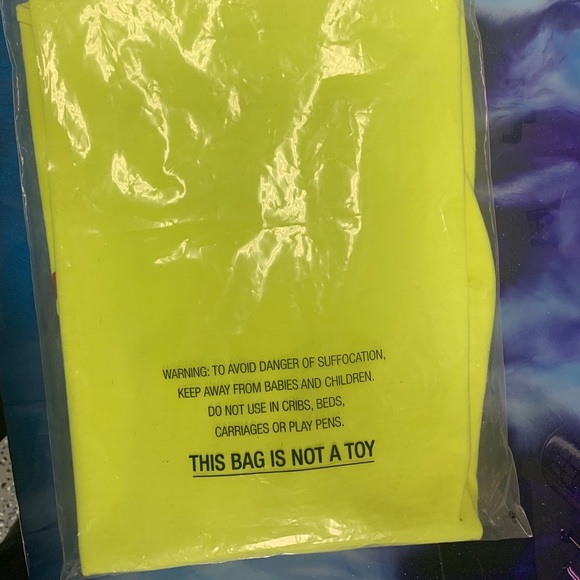 WARNING: TO AVOID DANGER OF SUFFOCATION,
KEEP AWAY FROM BABIES AND CHILDREN.
DO NOT USE IN CRIBS, BEDS,
CARRIAGES OR PLAY PENS.
THIS BAG IS NOT A TOY